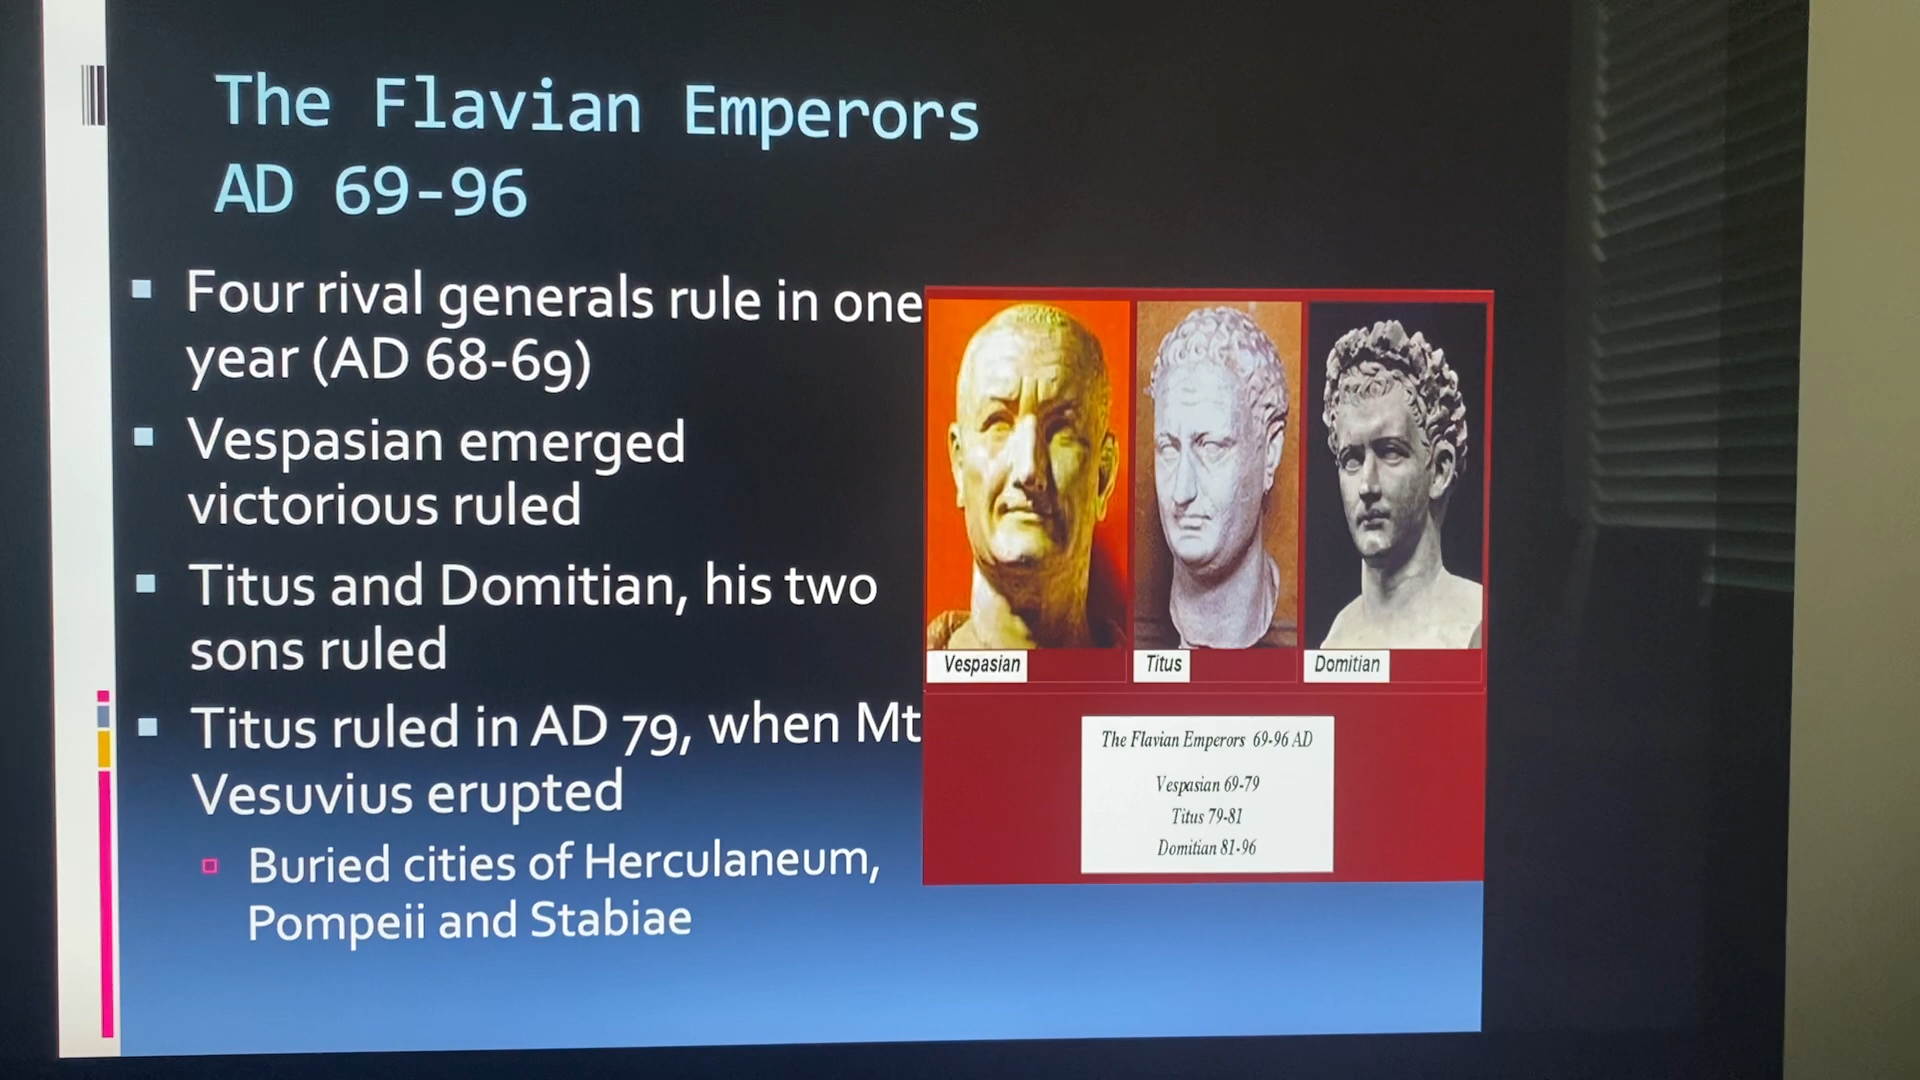 The Flavian Emperors
AD 69-96
Four rival generals rule in one
year (AD 68-69)
Vespasian emerged
victorious ruled
Titus and Domitian, his two
sons ruled
Titus ruled in AD 79, when Mt
Vesuvius erupted
Buried cities of Herculaneum,
Pompeii and Stabiae
Vespasian
Titus
Domitian
The Flavian Emperors 69-96 AD
Vespasian 69-79
Titus 79-81
Domitian 81-96